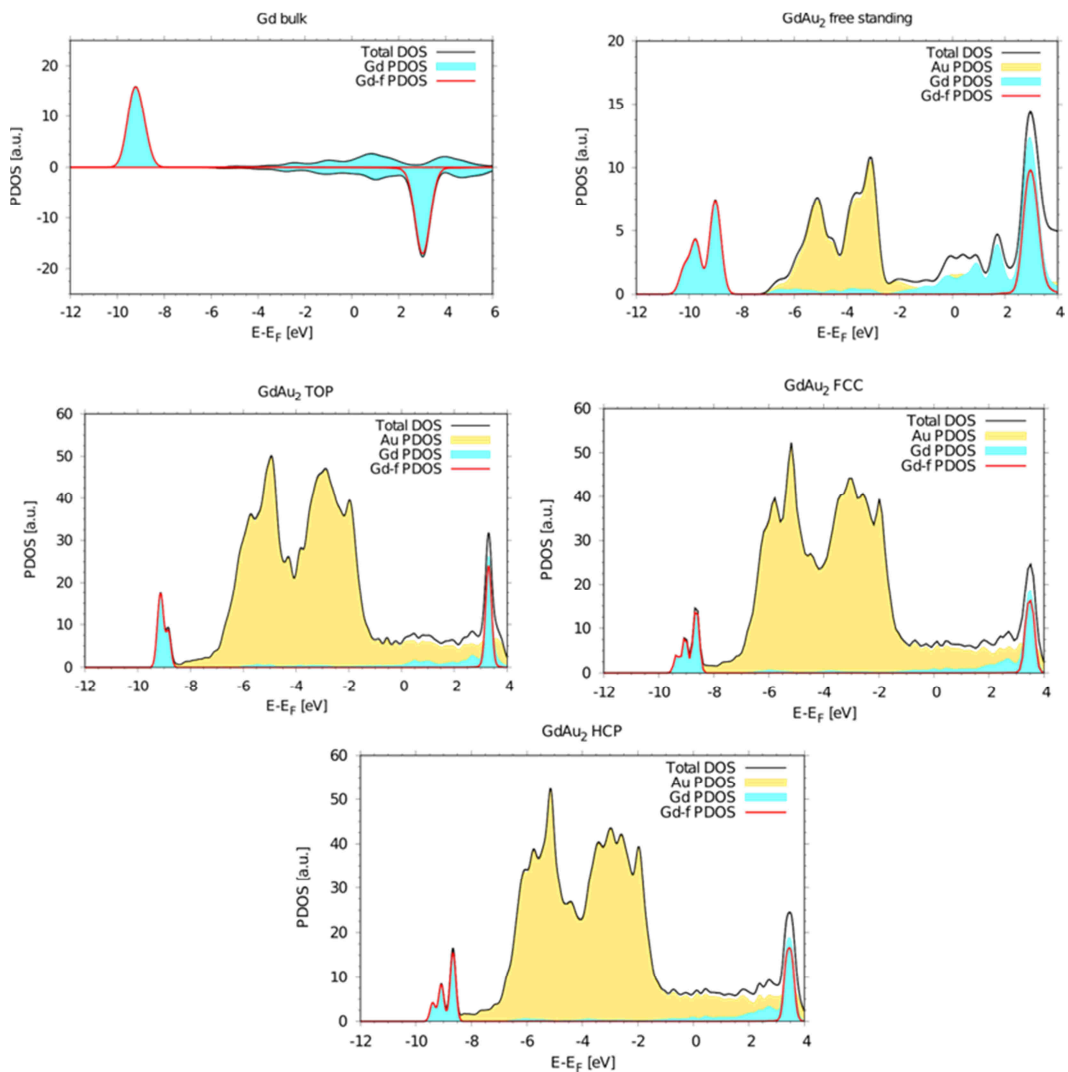 Gd bulk
Total DOS
Gd PDOS
Gd-f PDOS
PDOS [a.u.]
20
10
0
-10
-20
-12 -10 -8 -6 -4 -2 0 2 4 6
E-E_F [eV]
GdAu₂ free standing
Total DOS
Au PDOS
Gd PDOS
Gd-f PDOS
PDOS [a.u.]
20
15
10
5
0
-12 -10 -8 -6 -4 -2 0 2 4
E-E_F [eV]
GdAu₂ TOP
Total DOS
Au PDOS
Gd PDOS
Gd-f PDOS
PDOS [a.u.]
60
50
40
30
20
10
0
-12 -10 -8 -6 -4 -2 0 2 4
E-E_F [eV]
GdAu₂ FCC
Total DOS
Au PDOS
Gd PDOS
Gd-f PDOS
PDOS [a.u.]
60
50
40
30
20
10
0
-12 -10 -8 -6 -4 -2 0 2 4
E-E_F [eV]
GdAu₂ HCP
Total DOS
Au PDOS
Gd PDOS
Gd-f PDOS
PDOS [a.u.]
60
50
40
30
20
10
0
-12 -10 -8 -6 -4 -2 0 2 4
E-E_F [eV]